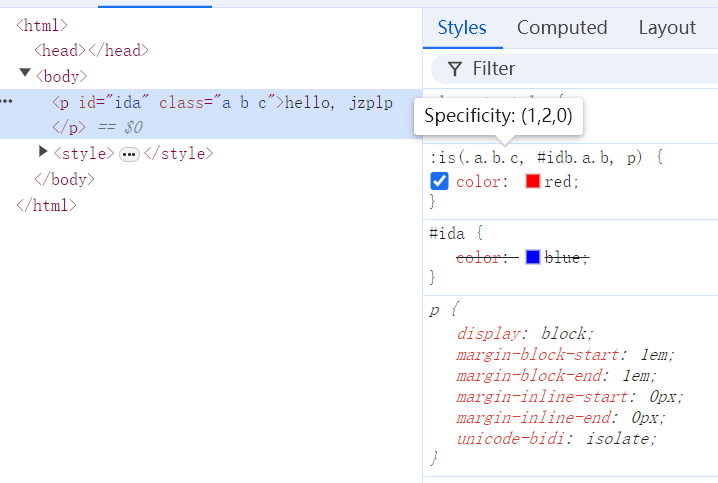 <html>
<head></head>
<body>
<p id="ida" class="a b c">hello, jzplp
</p> == $0
<style>…</style>
</body>
</html>
Styles Computed Layout
Filter
Specificity: (1,2,0)
:is(.a.b.c, #idb.a.b, p) {
color: red;
}
#ida {
color: blue;
}
p {
display: block;
margin-block-start: 1em;
margin-block-end: 1em;
margin-inline-start: 0px;
margin-inline-end: 0px;
unicode-bidi: isolate;
}